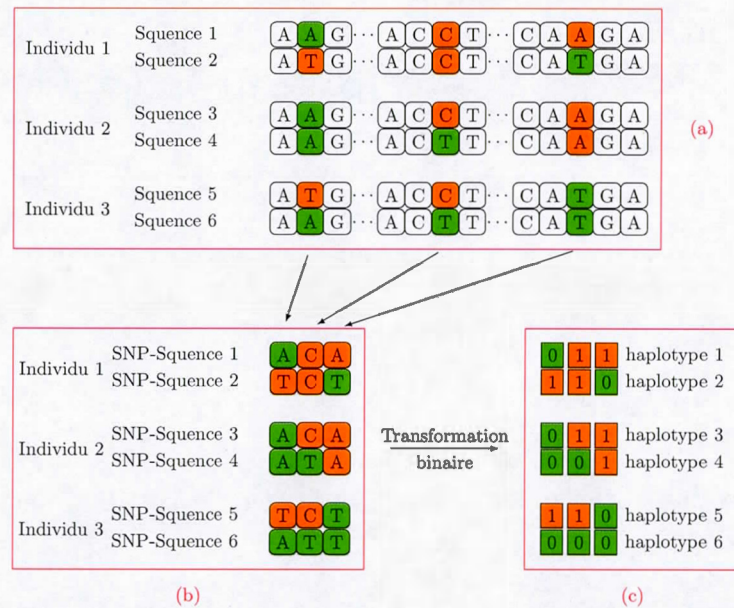 Individu 1
Squence 1 A A G ··· A C C T ··· C A A G A
Squence 2 A T G ··· A C C T ··· C A T G A
Individu 2
Squence 3 A A G ··· A C C T ··· C A A G A
Squence 4 A A G ··· A C T T ··· C A A G A
(a)
Individu 3
Squence 5 A T G ··· A C C T ··· C A T G A
Squence 6 A A G ··· A C T T ··· C A T G A
Individu 1
SNP-Squence 1 A C A
SNP-Squence 2 T C T
Individu 2
SNP-Squence 3 A C A
SNP-Squence 4 A T A
Individu 3
SNP-Squence 5 T C T
SNP-Squence 6 A T T
(b)
Transformation
binaire
0 1 1 haplotype 1
1 1 0 haplotype 2
0 1 1 haplotype 3
0 0 1 haplotype 4
1 1 0 haplotype 5
0 0 0 haplotype 6
(c)